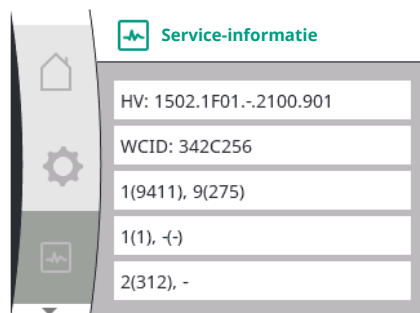 Service-informatie
HV: 1502.1F01.-.2100.901
WCID: 342C256
1(9411), 9(275)
1(1), -(-)
2(312), -